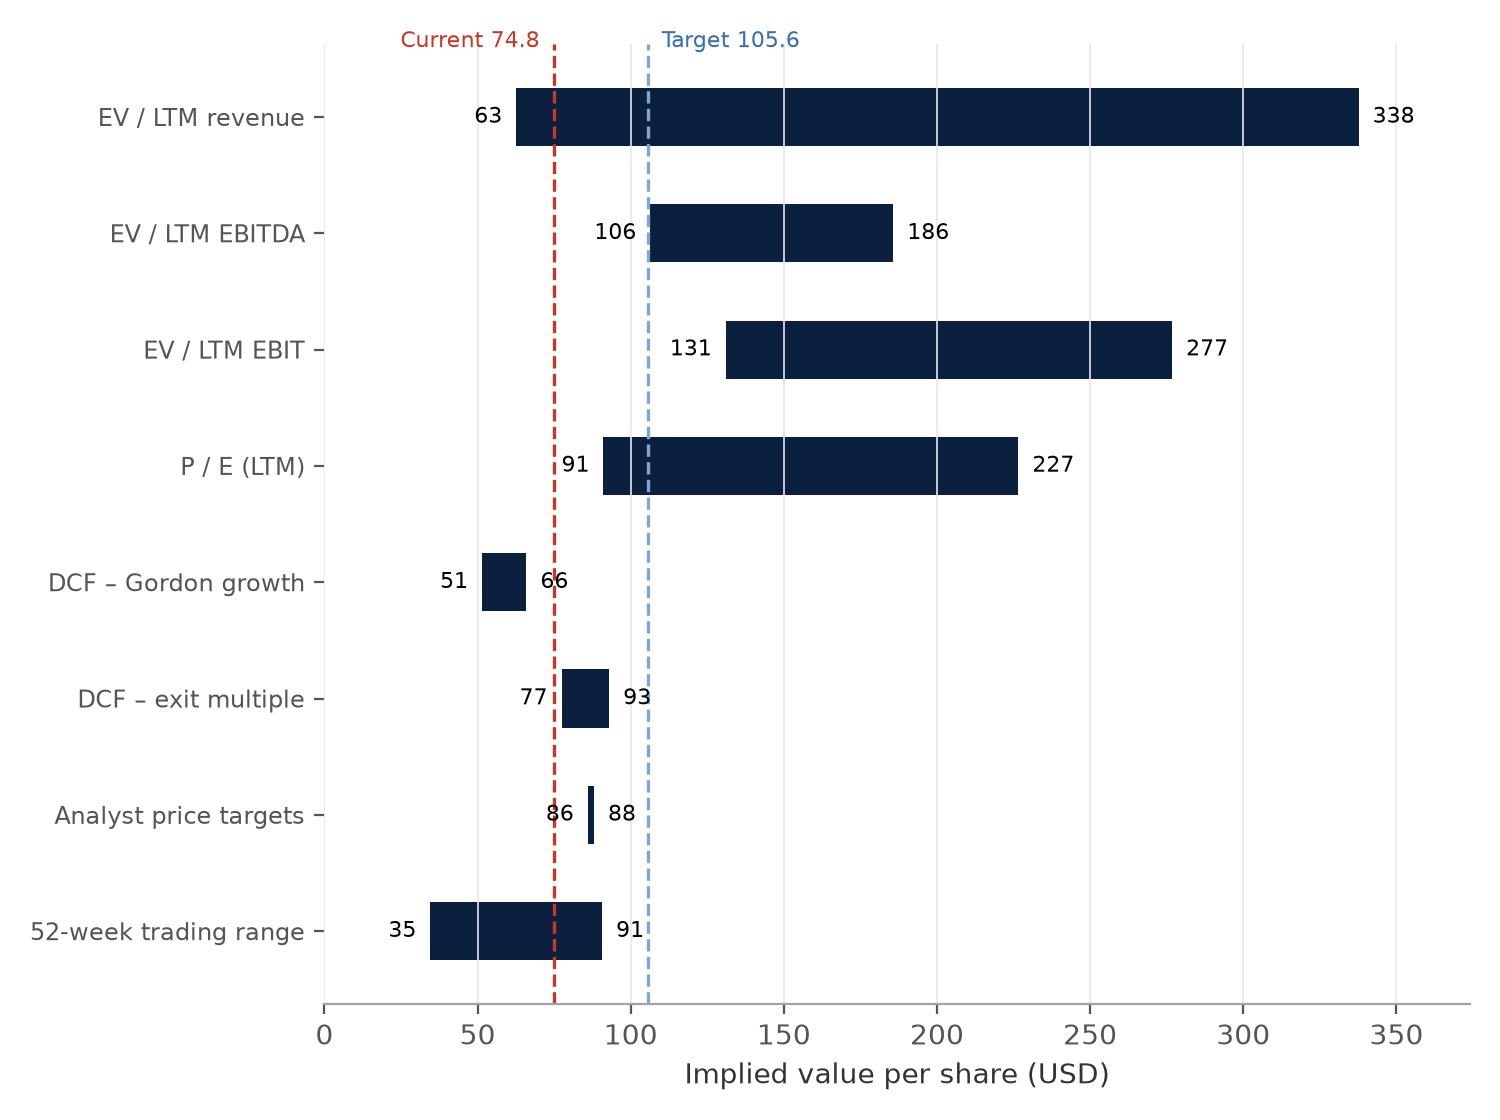 Current 74.8
Target 105.6
EV / LTM revenue
63
338
EV / LTM EBITDA
106
186
EV / LTM EBIT
131
277
P / E (LTM)
91
227
DCF – Gordon growth
51
66
DCF – exit multiple
77
93
Analyst price targets
86
88
52-week trading range
35
91
0 50 100 150 200 250 300 350
Implied value per share (USD)